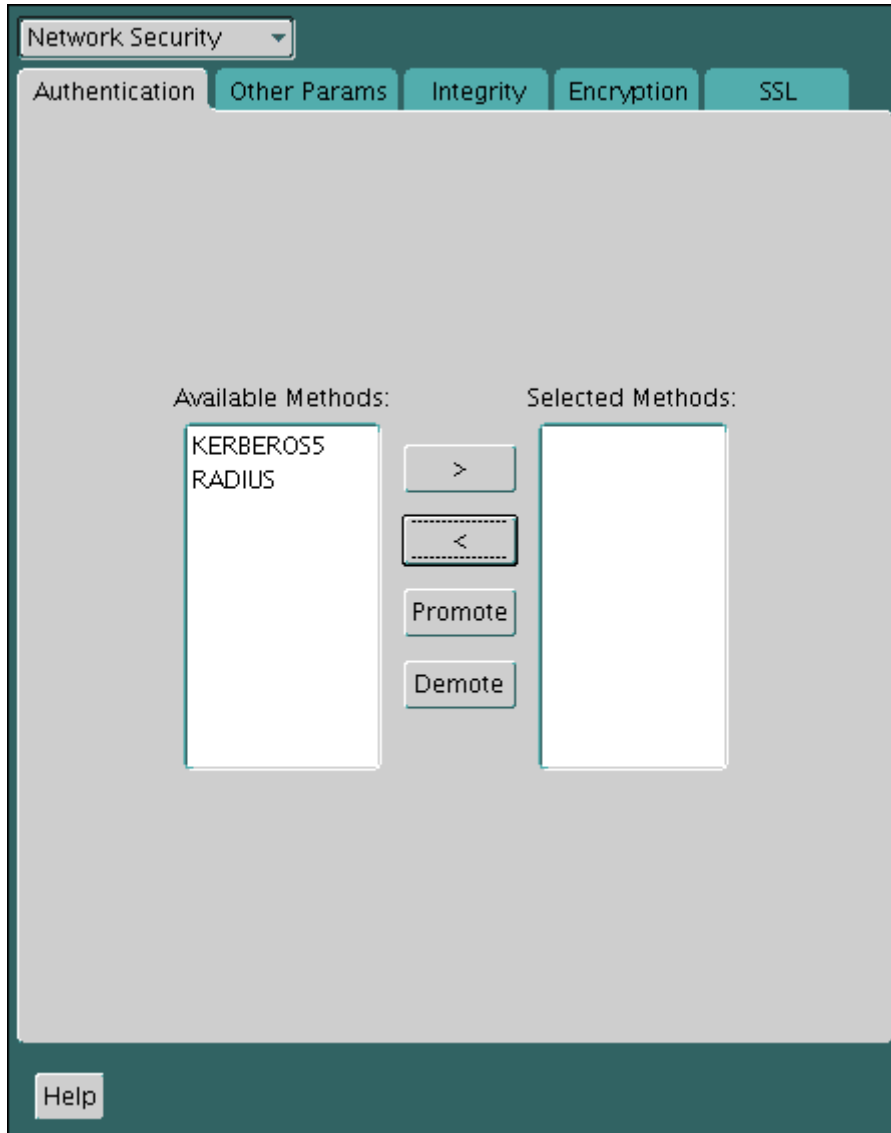 Network Security
Authentication Other Params Integrity Encryption SSL
Available Methods: Selected Methods:
KERBEROS5
RADIUS
>
<
Promote
Demote
Help